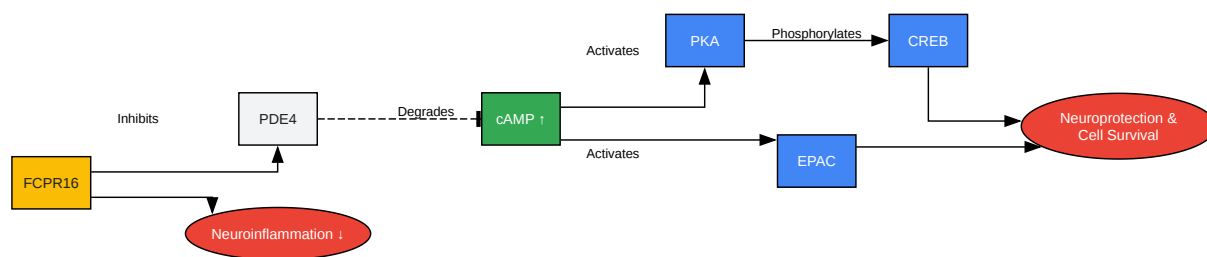 PKA
Phosphorylates
CREB
Activates
Inhibits
PDE4
Degrades
cAMP ↑
Neuroprotection &
Cell Survival
Activates
EPAC
FCPR16
Neuroinflammation ↓